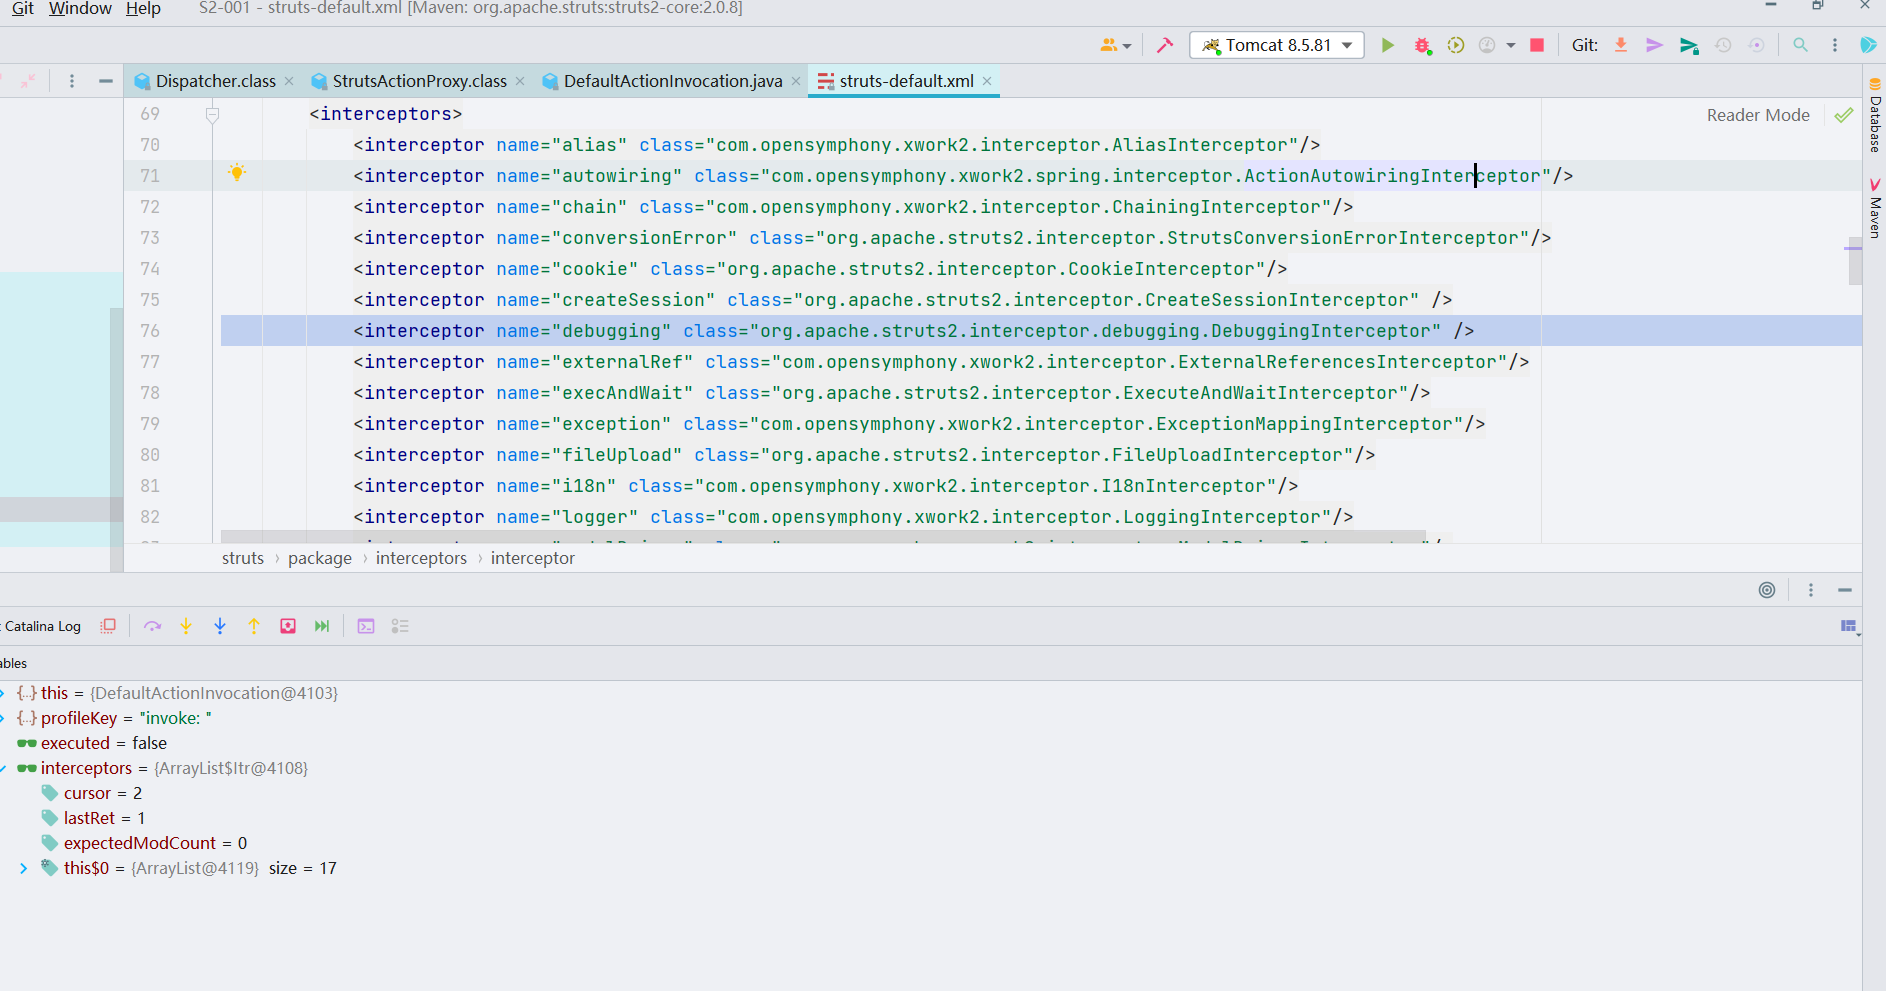 Git Window Help S2-001 - struts-default.xml [Maven: org.apache.struts:struts2-core:2.0.8]
Tomcat 8.5.81 Git:
Dispatcher.class StrutsActionProxy.class DefaultActionInvocation.java struts-default.xml
Reader Mode
Database
Maven
69 <interceptors>
70 <interceptor name="alias" class="com.opensymphony.xwork2.interceptor.AliasInterceptor"/>
71 <interceptor name="autowiring" class="com.opensymphony.xwork2.spring.interceptor.ActionAutowiringInterceptor"/>
72 <interceptor name="chain" class="com.opensymphony.xwork2.interceptor.ChainingInterceptor"/>
73 <interceptor name="conversionError" class="org.apache.struts2.interceptor.StrutsConversionErrorInterceptor"/>
74 <interceptor name="cookie" class="org.apache.struts2.interceptor.CookieInterceptor"/>
75 <interceptor name="createSession" class="org.apache.struts2.interceptor.CreateSessionInterceptor" />
76 <interceptor name="debugging" class="org.apache.struts2.interceptor.debugging.DebuggingInterceptor" />
77 <interceptor name="externalRef" class="com.opensymphony.xwork2.interceptor.ExternalReferencesInterceptor"/>
78 <interceptor name="execAndWait" class="org.apache.struts2.interceptor.ExecuteAndWaitInterceptor"/>
79 <interceptor name="exception" class="com.opensymphony.xwork2.interceptor.ExceptionMappingInterceptor"/>
80 <interceptor name="fileUpload" class="org.apache.struts2.interceptor.FileUploadInterceptor"/>
81 <interceptor name="i18n" class="com.opensymphony.xwork2.interceptor.I18nInterceptor"/>
82 <interceptor name="logger" class="com.opensymphony.xwork2.interceptor.LoggingInterceptor"/>
struts › package › interceptors › interceptor
Catalina Log
ables
{...} this = {DefaultActionInvocation@4103}
{...} profileKey = "invoke: "
executed = false
interceptors = {ArrayList$Itr@4108}
cursor = 2
lastRet = 1
expectedModCount = 0
this$0 = {ArrayList@4119} size = 17